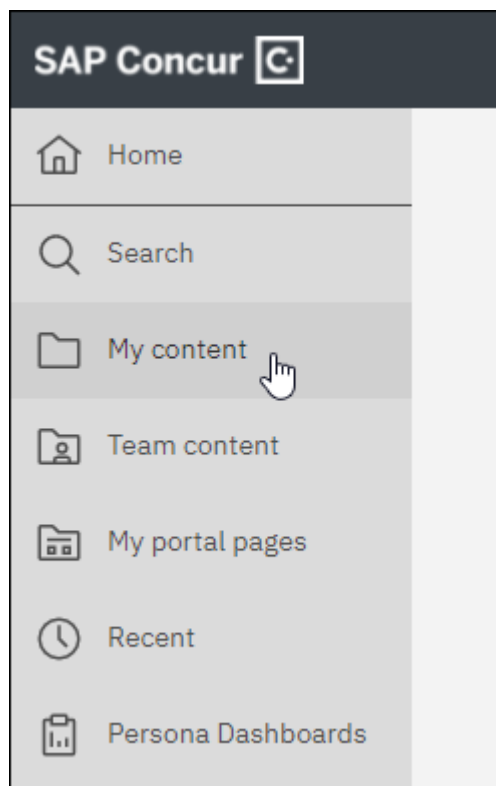 SAP Concur C
Home
Search
My content
Team content
My portal pages
Recent
Persona Dashboards